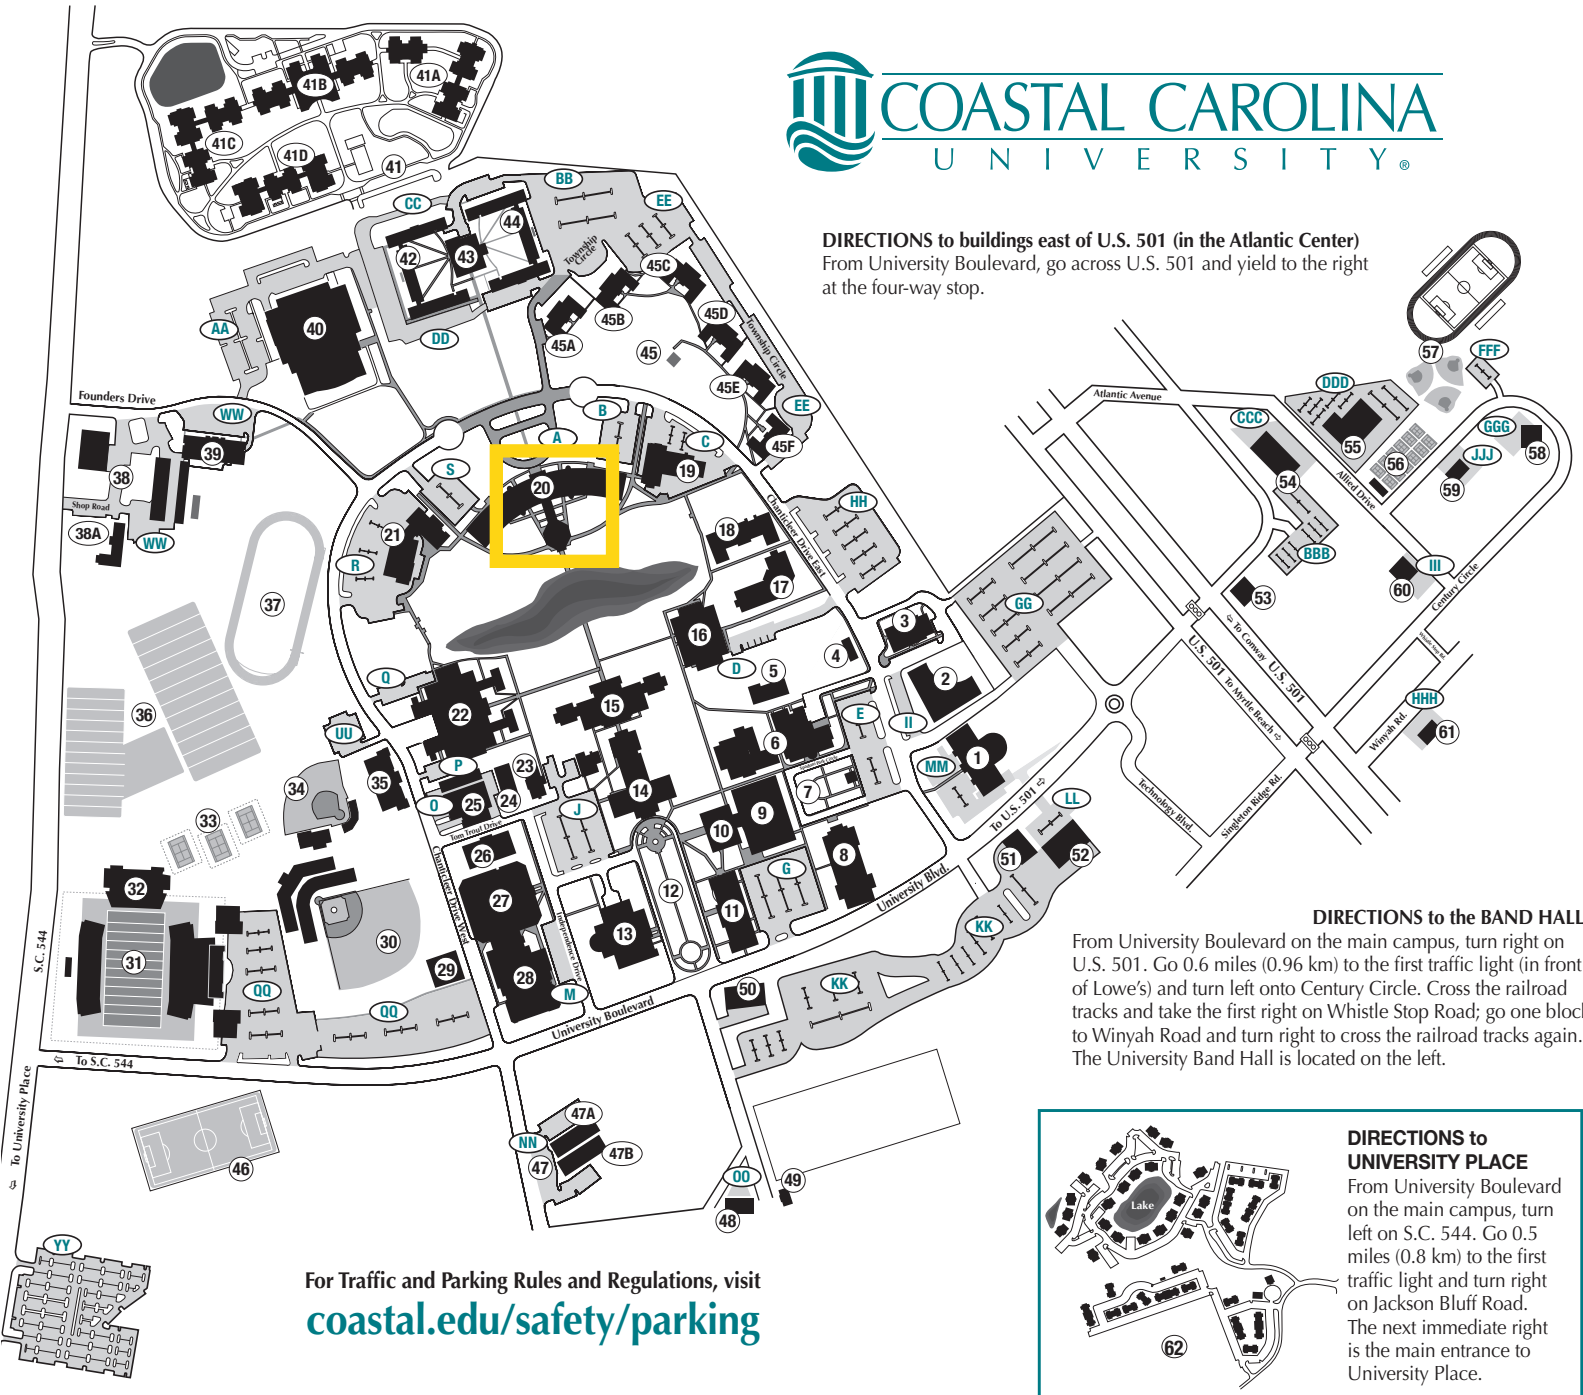 COASTAL CAROLINA
UNIVERSITY®
DIRECTIONS to buildings east of U.S. 501 (in the Atlantic Center)
From University Boulevard, go across U.S. 501 and yield to the right
at the four-way stop.
41B
41A
41C
41D
41
CC
BB
EE
44
42
43
Township
Circle
45C
45B
45D
AA
40
DD
45A
45
Township Circle
45E
EE
45F
Founders Drive
WW
39
38
Shop Road
38A
WW
S
A
B
C
19
20
21
R
37
HH
Chanticleer Drive East
18
17
16
D
5
4
3
2
GG
Q
22
15
6
E
II
MM
1
7
36
UU
35
34
33
P
O
25
24
23
Tom Trout Drive
J
14
9
10
8
G
26
27
12
11
13
Independence Drive
28
M
Chanticleer Drive West
29
30
32
31
QQ
QQ
S.C. 544
To S.C. 544
To University Place
University Boulevard
University Blvd.
To U.S. 501
LL
51
52
KK
KK
50
46
47A
NN
47
47B
OO
48
49
YY
57
FFF
DDD
CCC
55
56
GGG
58
JJJ
59
54
BBB
III
60
53
HHH
61
Atlantic Avenue
Allied Drive
Century Circle
Whistle Stop Rd.
Winyah Rd.
To Conway
U.S. 501
U.S. 501
To Myrtle Beach
Technology Blvd.
Singleton Ridge Rd.
DIRECTIONS to the BAND HALL
From University Boulevard on the main campus, turn right on
U.S. 501. Go 0.6 miles (0.96 km) to the first traffic light (in front
of Lowe's) and turn left onto Century Circle. Cross the railroad
tracks and take the first right on Whistle Stop Road; go one block
to Winyah Road and turn right to cross the railroad tracks again.
The University Band Hall is located on the left.
For Traffic and Parking Rules and Regulations, visit
coastal.edu/safety/parking
Lake
62
DIRECTIONS to
UNIVERSITY PLACE
From University Boulevard
on the main campus, turn
left on S.C. 544. Go 0.5
miles (0.8 km) to the first
traffic light and turn right
on Jackson Bluff Road.
The next immediate right
is the main entrance to
University Place.